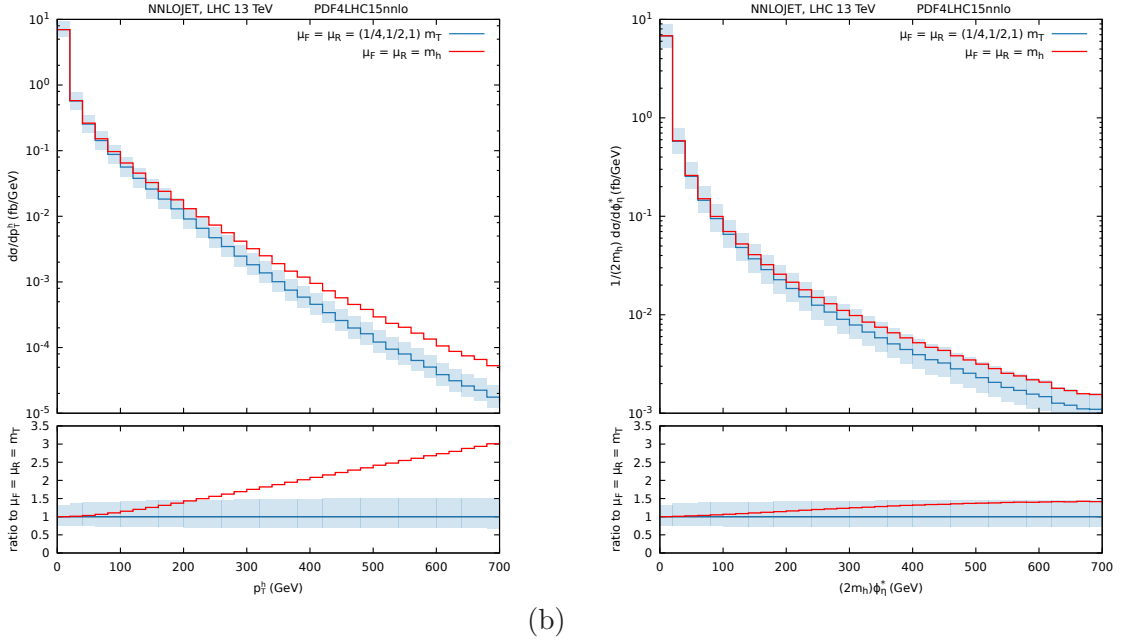 NNLOJET, LHC 13 TeV PDF4LHC15nnlo
μF = μR = (1/4,1/2,1) mT
μF = μR = mh
dσ/dpTh (fb/GeV)
10^1
10^0
10^-1
10^-2
10^-3
10^-4
10^-5
ratio to μF = μR = mT
3.5
3
2.5
2
1.5
1
0.5
0
0 100 200 300 400 500 600 700
pTh (GeV)
NNLOJET, LHC 13 TeV PDF4LHC15nnlo
μF = μR = (1/4,1/2,1) mT
μF = μR = mh
1/(2mh) dσ/dϕη* (fb/GeV)
10^1
10^0
10^-1
10^-2
10^-3
ratio to μF = μR = mT
3.5
3
2.5
2
1.5
1
0.5
0
0 100 200 300 400 500 600 700
(2mh)ϕη* (GeV)
(b)